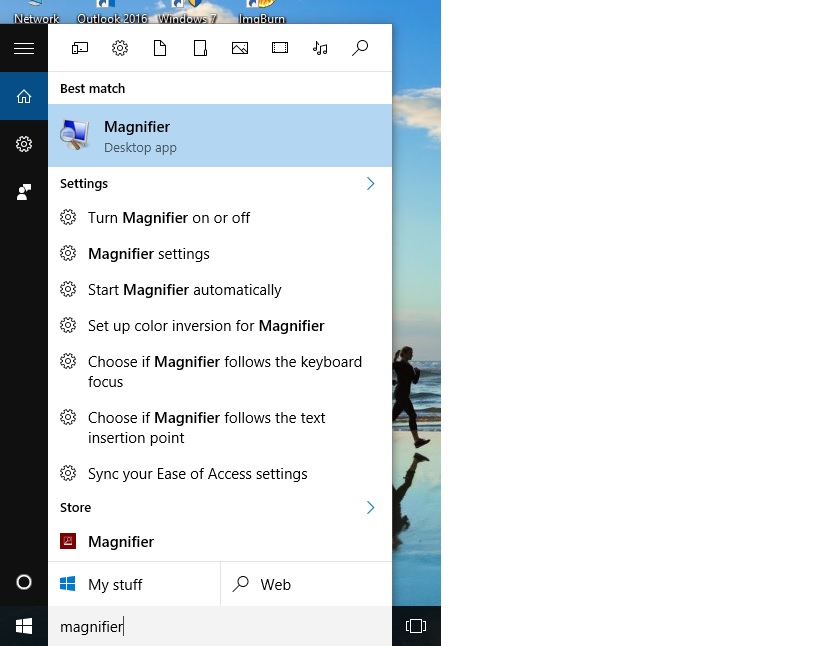 Network Outlook 2016 Windows 7 ImgBurn
Best match
Magnifier
Desktop app
Settings
Turn Magnifier on or off
Magnifier settings
Start Magnifier automatically
Set up color inversion for Magnifier
Choose if Magnifier follows the keyboard
focus
Choose if Magnifier follows the text
insertion point
Sync your Ease of Access settings
Store
Magnifier
My stuff
Web
magnifier